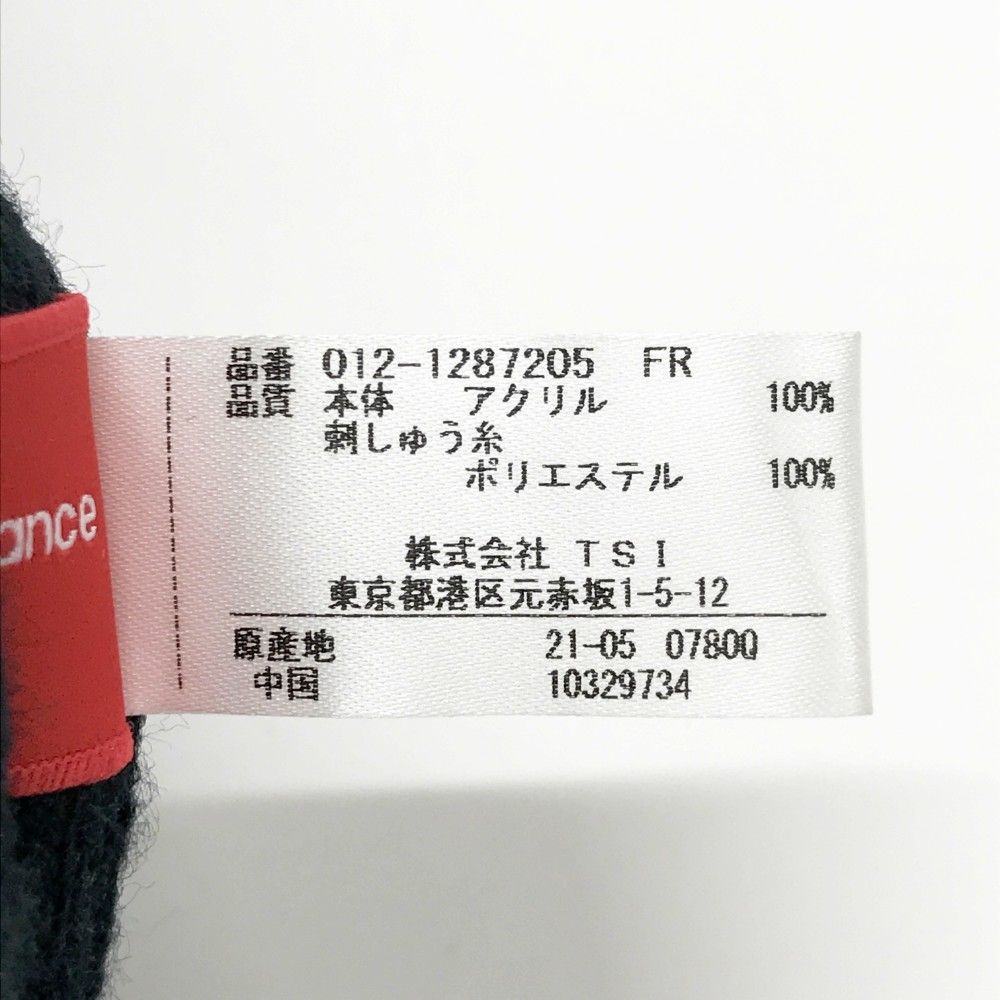 品番 012-1287205 FR
品質 本体 アクリル 100%
刺しゅう糸
ポリエステル 100%
株式会社 TSI
東京都港区元赤坂1-5-12
原産地 21-05 0780Q
中国 10329734
ance